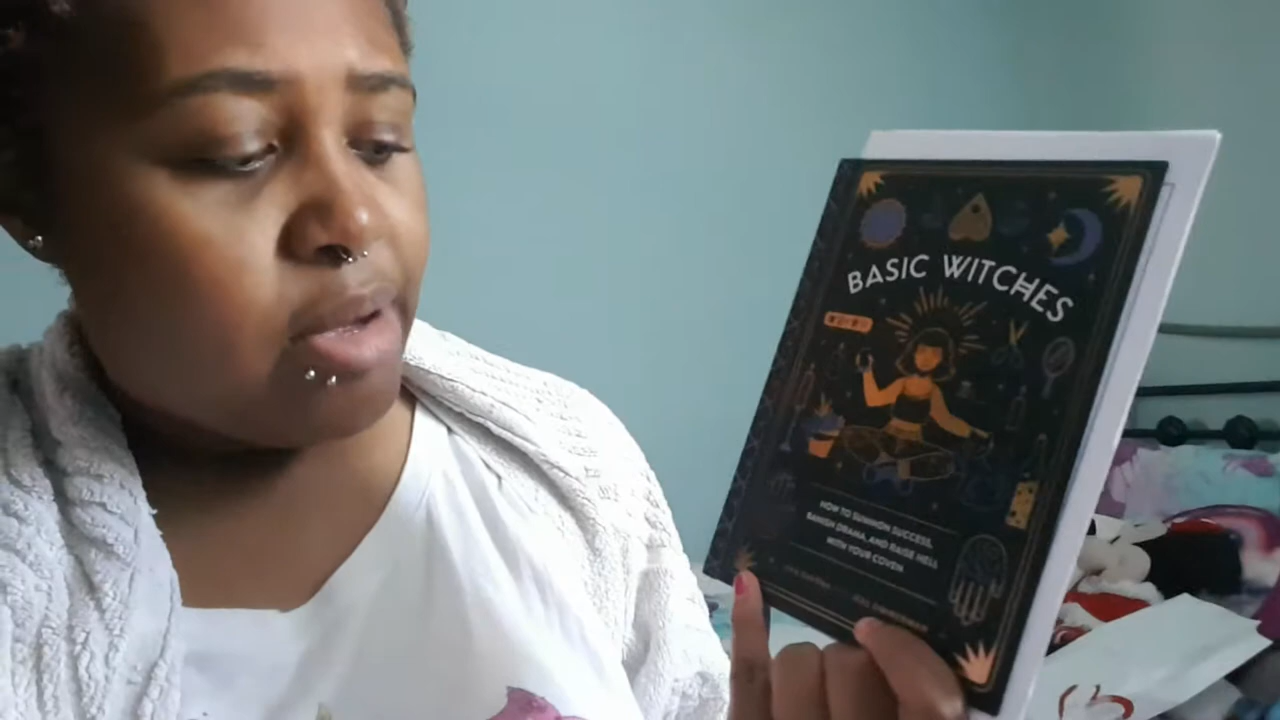 BASIC WITCHES
HOW TO SUMMON SUCCESS,
BANISH DRAMA, AND RAISE HELL
WITH YOUR COVEN